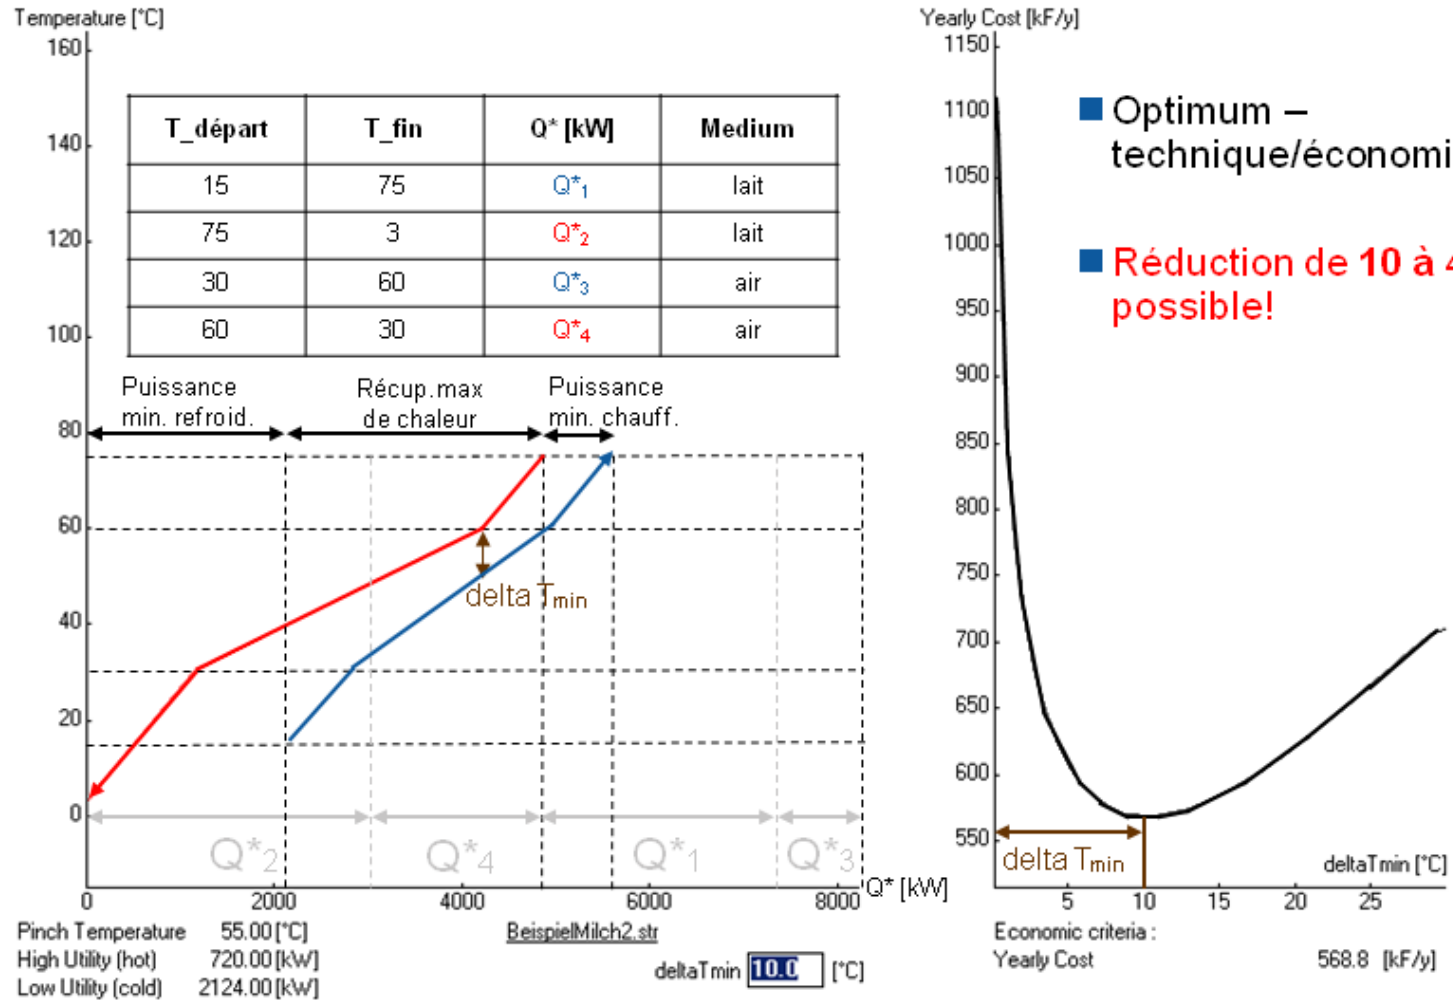 Temperature [°C]
160
140
120
100
80
60
40
20
0
T_départ T_fin Q* [kW] Medium
15 75 Q*1 lait
75 3 Q*2 lait
30 60 Q*3 air
60 30 Q*4 air
Puissance
min. refroid.
Récup.max
de chaleur
Puissance
min. chauff.
delta Tmin
Q*2 Q*4 Q*1 Q*3
0 2000 4000 6000 8000 Q* [kW]
Pinch Temperature 55.00 [°C]
High Utility (hot) 720.00 [kW]
Low Utility (cold) 2124.00 [kW]
BeispielMilch2.str
deltaTmin 10.0 [°C]
Yearly Cost [kF/y]
1150
1100
1050
1000
950
900
850
800
750
700
650
600
550
Optimum –
technique/économi
Réduction de 10 à 4
possible!
delta Tmin
deltaTmin [°C]
5 10 15 20 25
Economic criteria :
Yearly Cost 568.8 [kF/y]